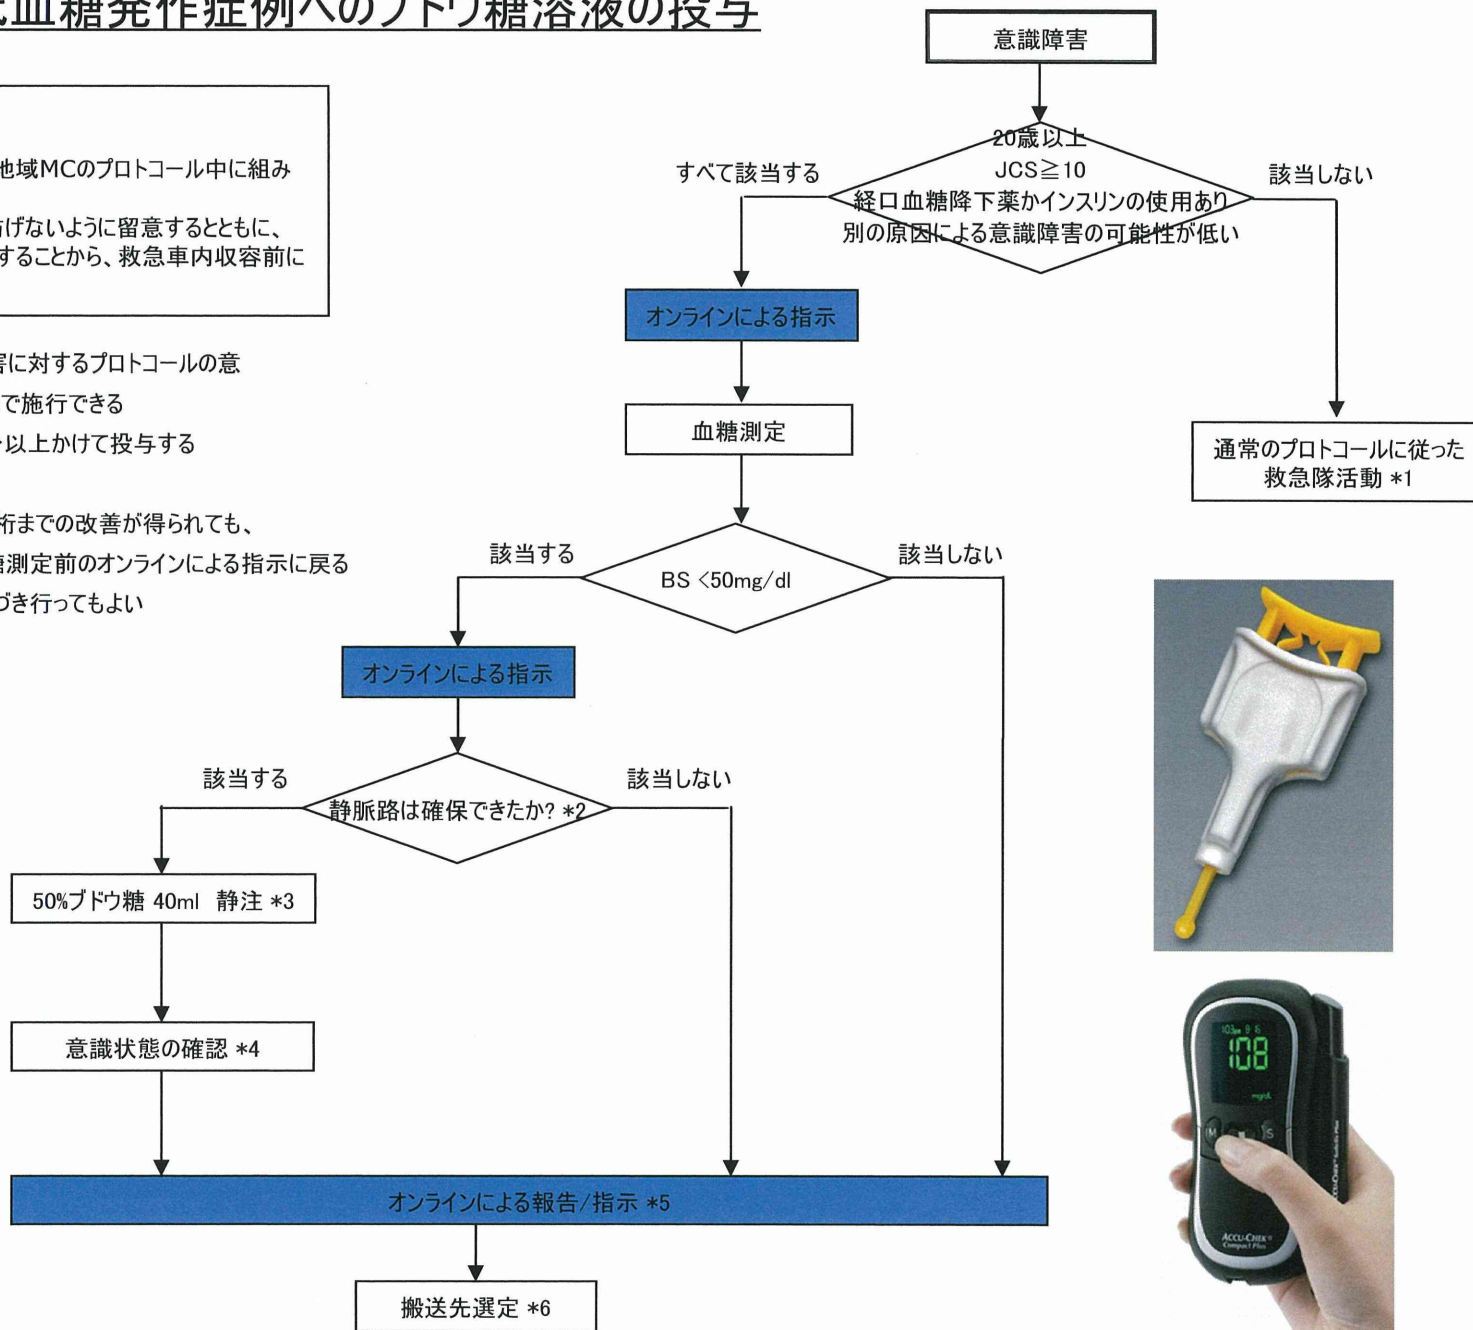 低血糖発作症例へのブドウ糖溶液の投与
地域MCのプロトコール中に組み
げないように留意するとともに、
することから、救急車内収容前に
害に対するプロトコールの意
で施行できる
以上かけて投与する
桁までの改善が得られても、
測定前のオンラインによる指示に戻る
づき行ってもよい
意識障害
20歳以上
JCS≧10
経口血糖降下薬かインスリンの使用あり
別の原因による意識障害の可能性が低い
すべて該当する
該当しない
オンラインによる指示
血糖測定
通常のプロトコールに従った
救急隊活動 *1
BS <50mg/dl
該当する
該当しない
オンラインによる指示
静脈路は確保できたか? *2
該当する
該当しない
50%ブドウ糖 40ml 静注 *3
意識状態の確認 *4
オンラインによる報告/指示 *5
搬送先選定 *6
108
mg/dL
M
S
ACCU-CHEK
Compact Plus